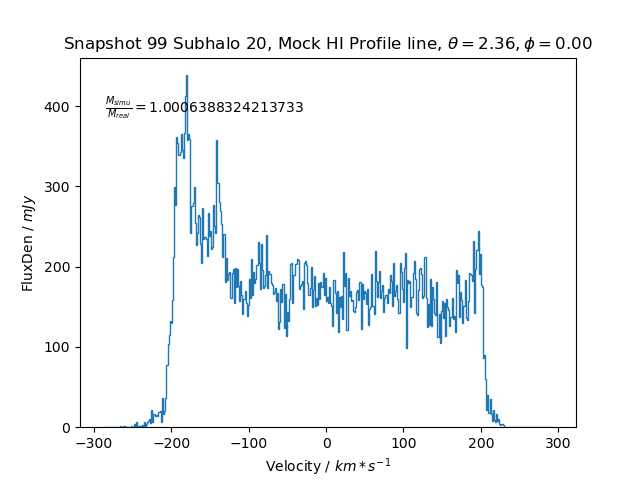 Snapshot 99 Subhalo 20, Mock HI Profile line, θ = 2.36, ϕ = 0.00
M_simu/M_real = 1.0006388324213733
FluxDen / mJy
400
300
200
100
0
−300 −200 −100 0 100 200 300
Velocity / km * s⁻¹